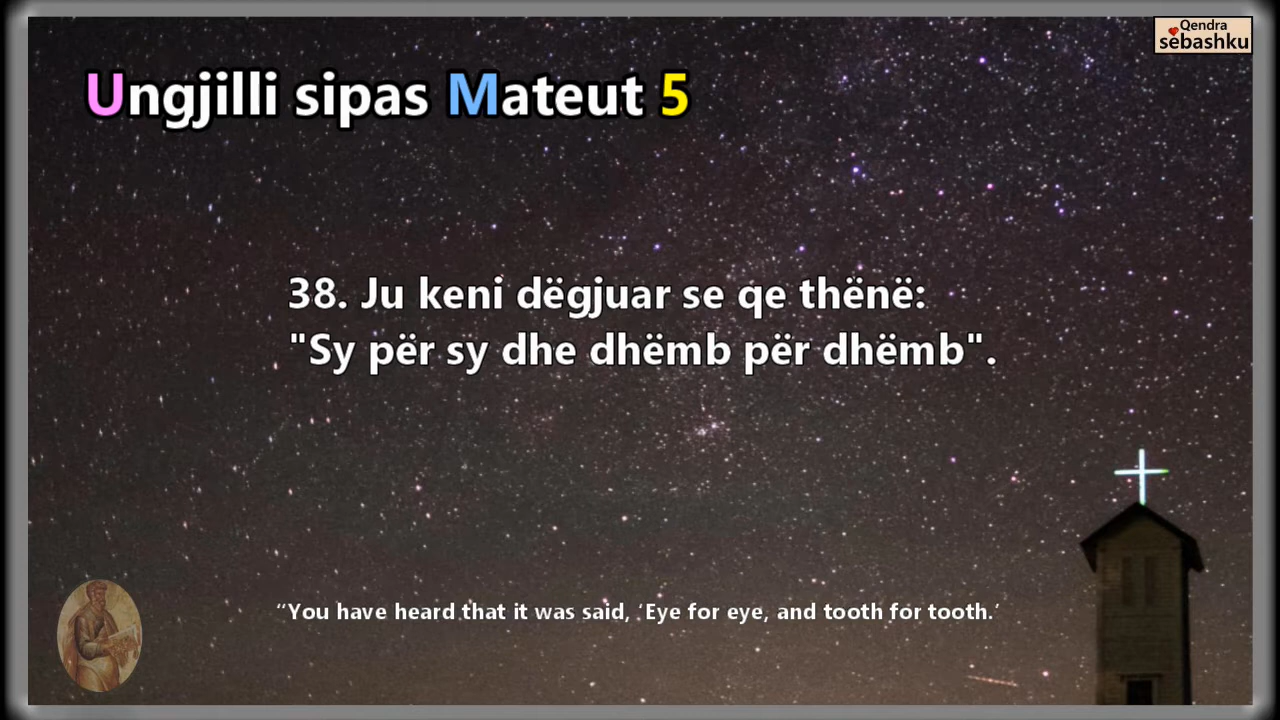 Qendra
sëbashku
Ungjilli sipas Mateut 5
38. Ju keni dëgjuar se qe thënë:
"Sy për sy dhe dhëmb për dhëmb".
“You have heard that it was said, ‘Eye for eye, and tooth for tooth.’